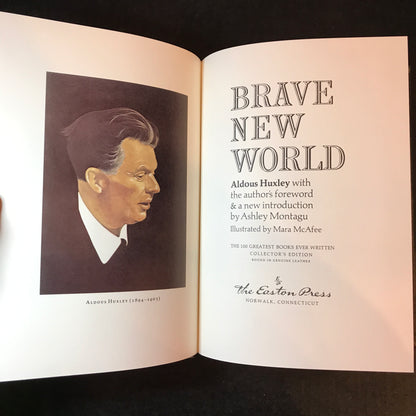 ALDOUS HUXLEY (1894-1963)
BRAVE
NEW
WORLD
Aldous Huxley with
the author's foreword
& a new introduction
by Ashley Montagu
Illustrated by Mara McAfee
THE 100 GREATEST BOOKS EVER WRITTEN
COLLECTOR'S EDITION
BOUND IN GENUINE LEATHER
The Easton Press
NORWALK, CONNECTICUT